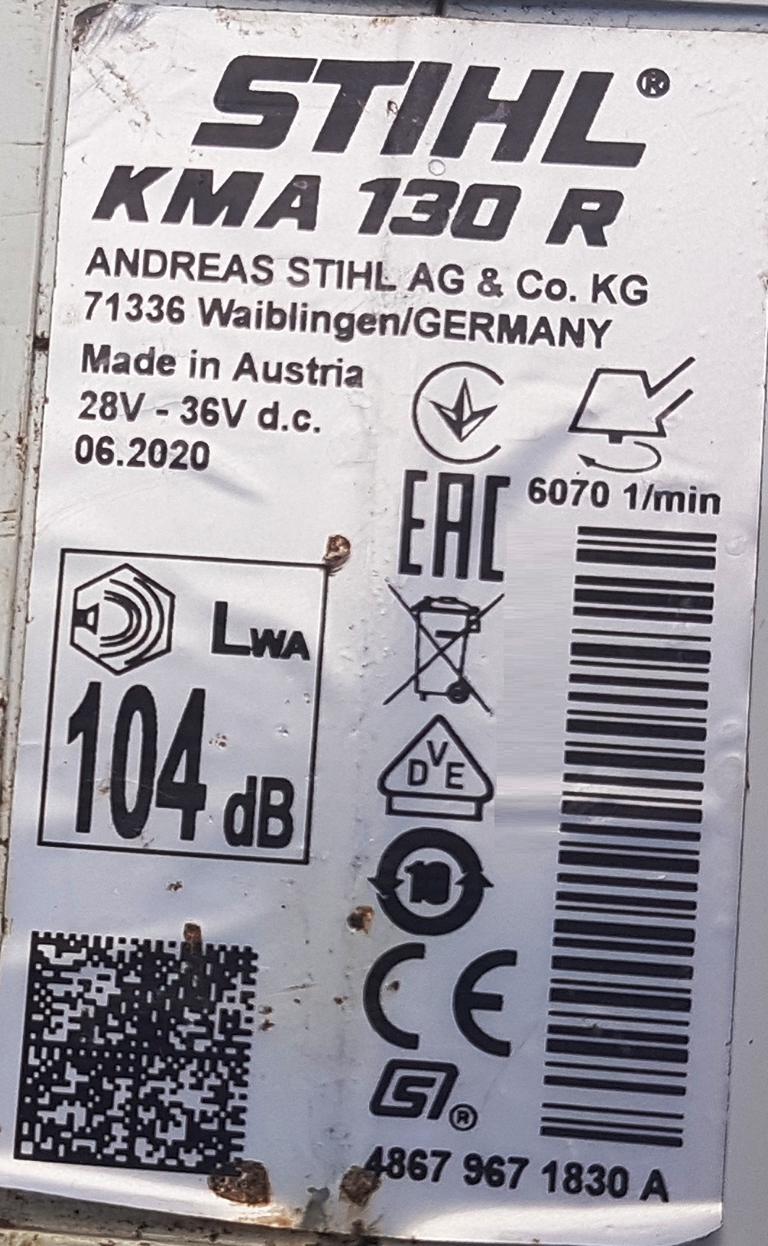 STIHL®
KMA 130 R
ANDREAS STIHL AG & Co. KG
71336 Waiblingen/GERMANY
Made in Austria
28V - 36V d.c.
06.2020
6070 1/min
EAC
LWA
104 dB
DVE
10
CE
®
4867 967 1830 A